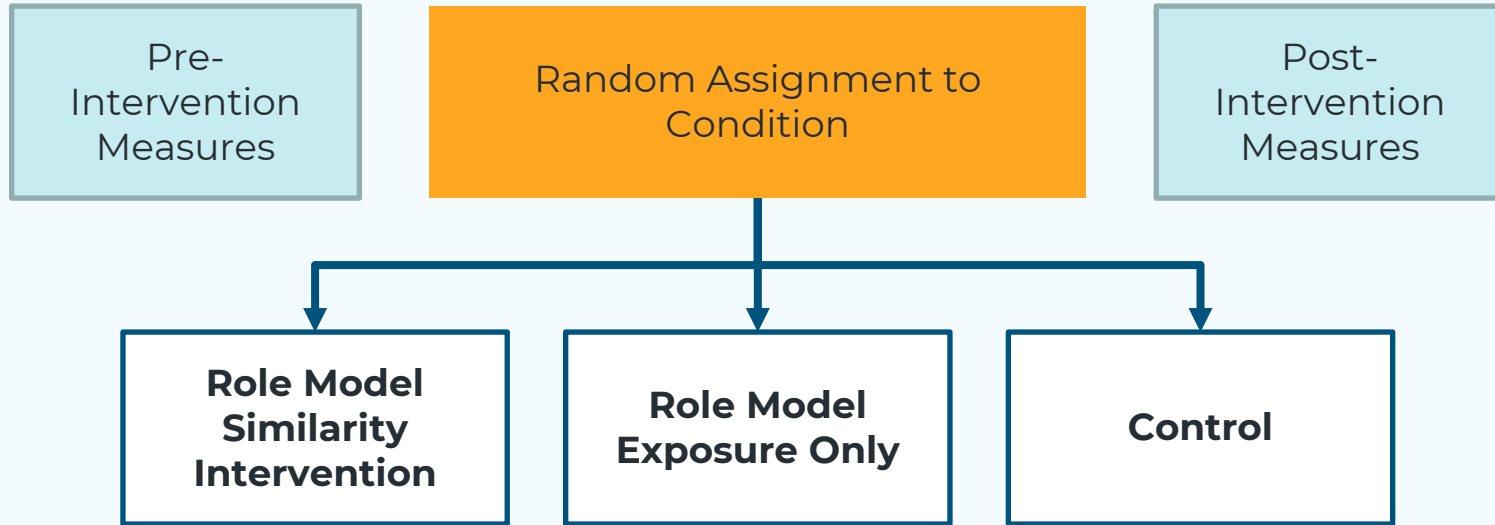 Pre-
Intervention
Measures
Random Assignment to
Condition
Post-
Intervention
Measures
Role Model
Similarity
Intervention
Role Model
Exposure Only
Control